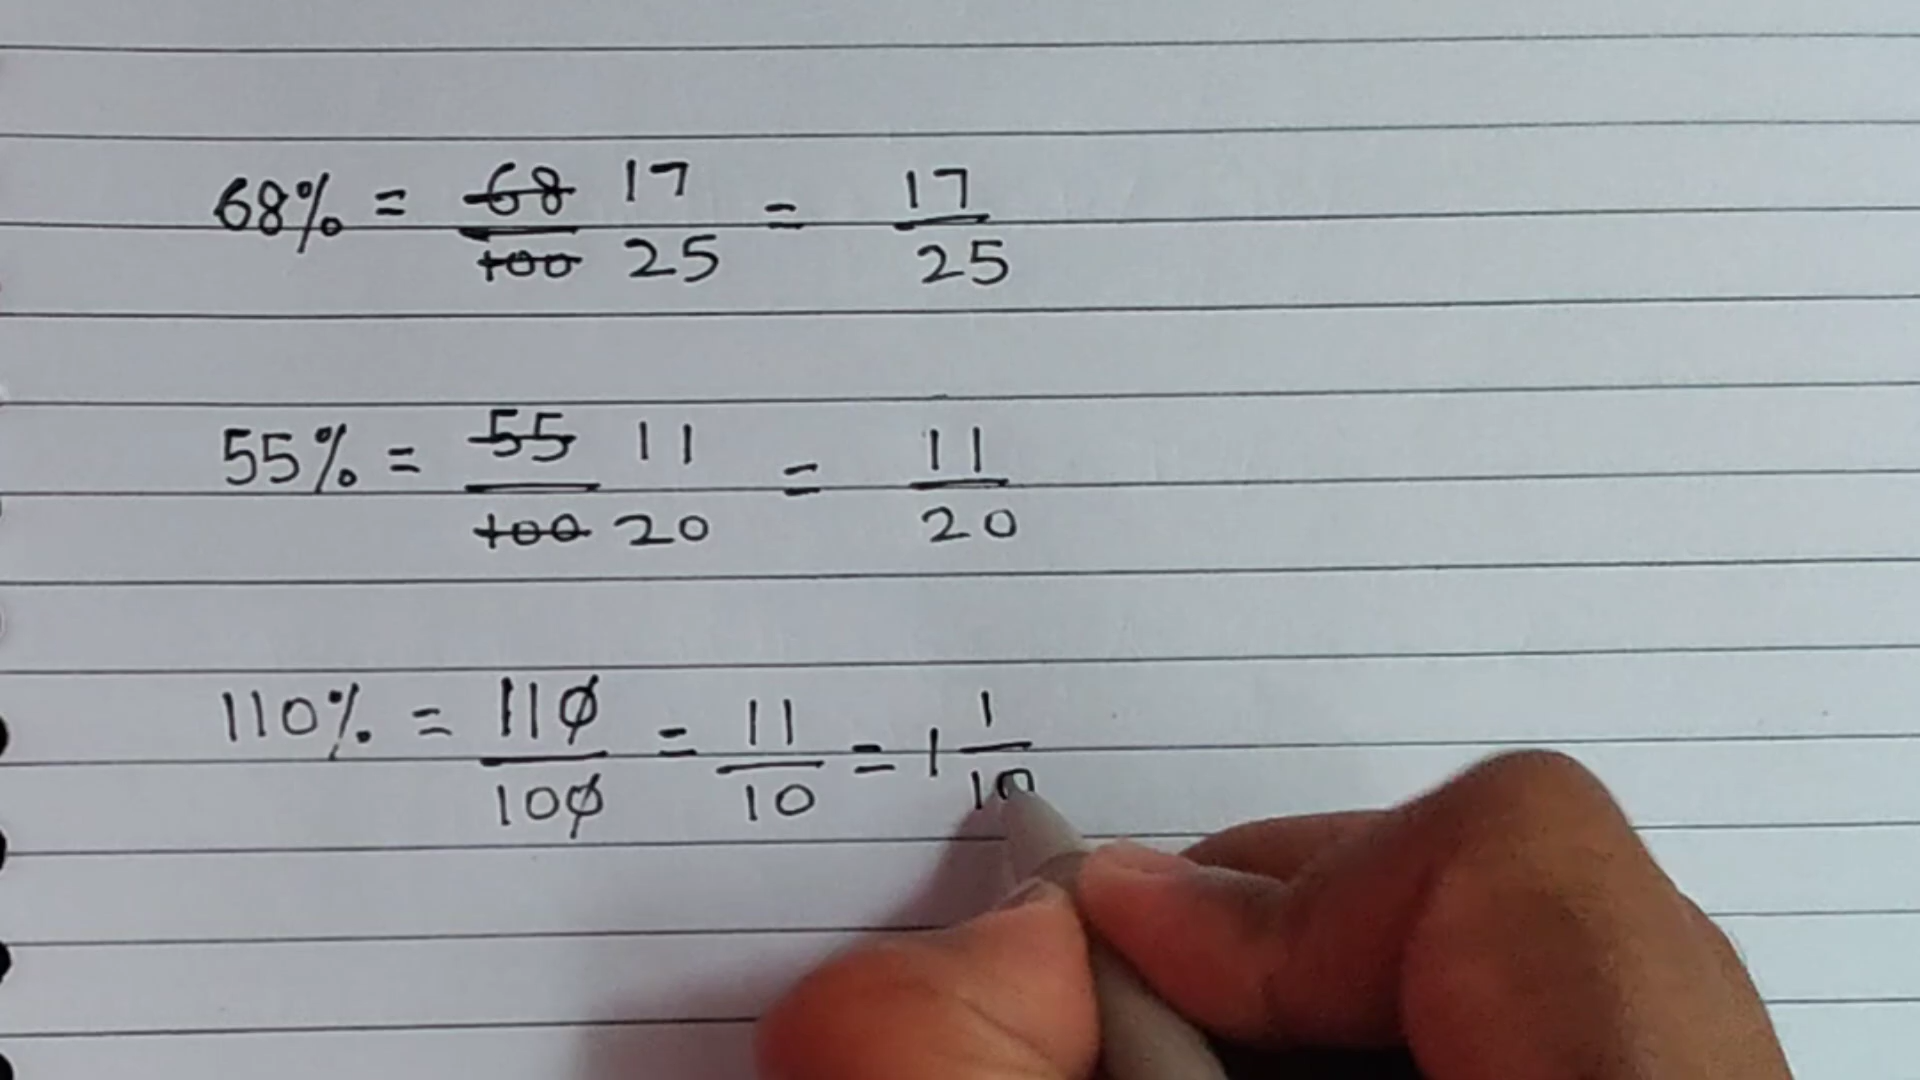 68% = 68/100 17/25 = 17/25
55% = 55/100 11/20 = 11/20
110% = 110/100 = 11/10 = 1 1/10